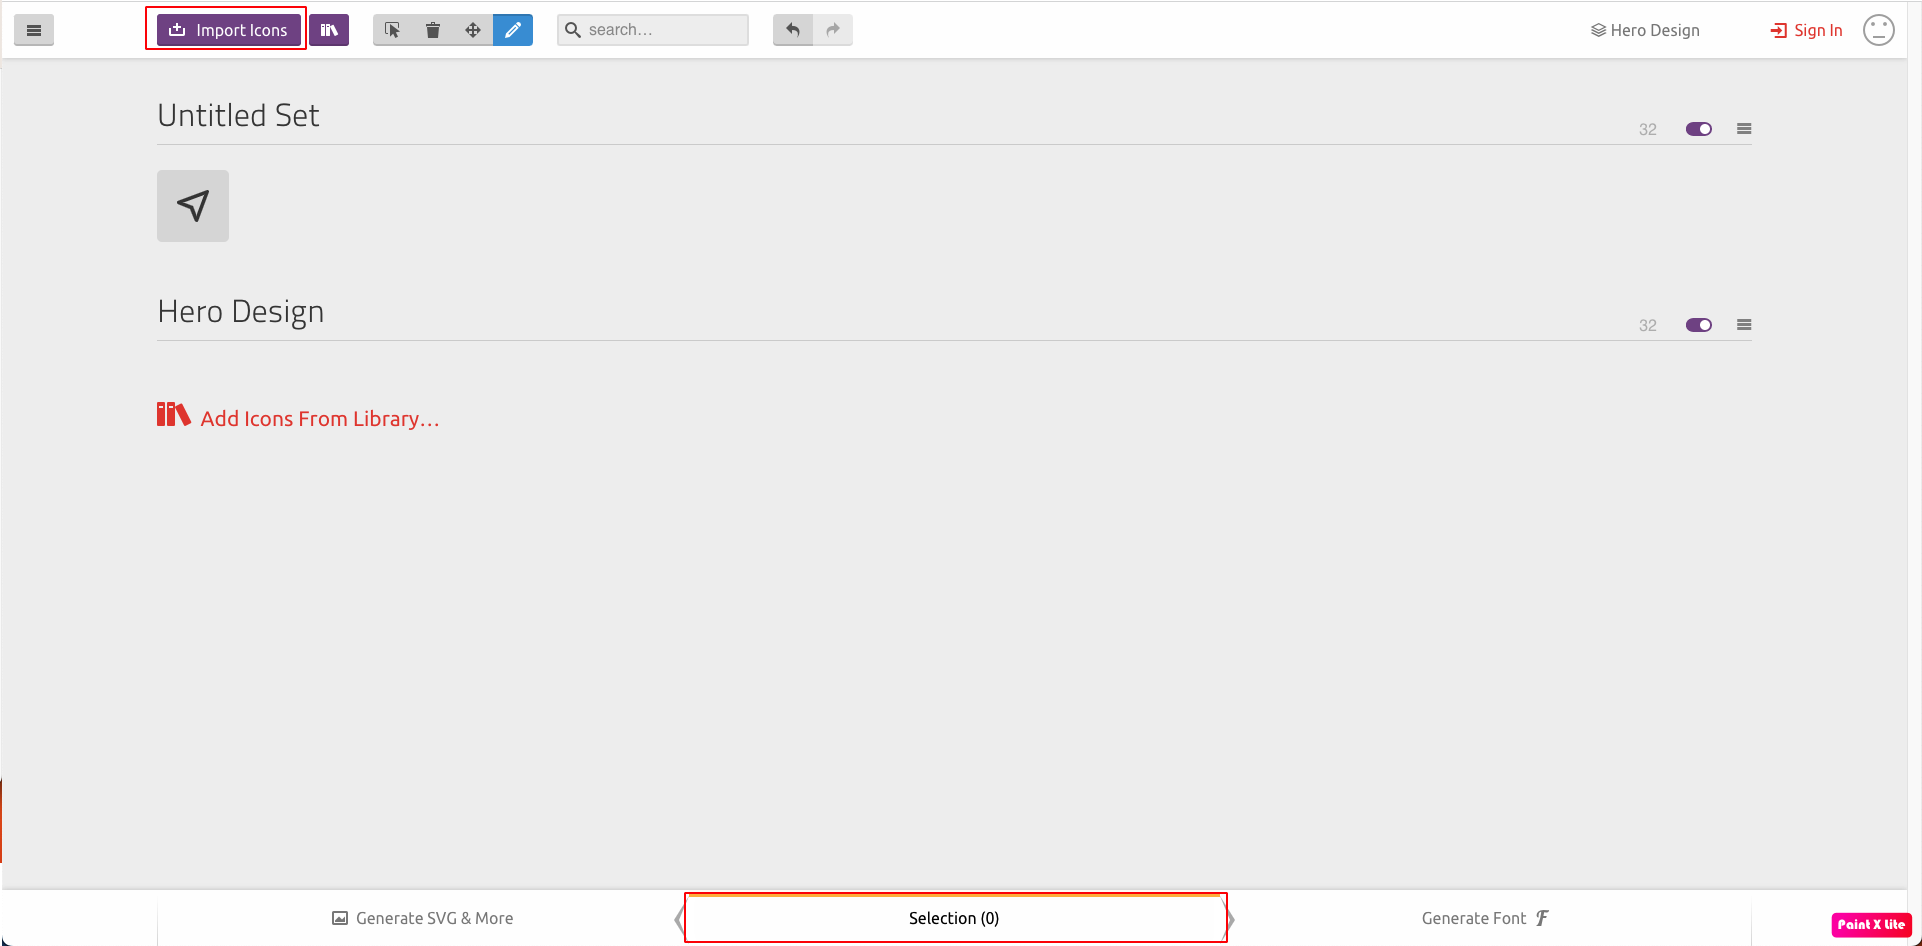 Import Icons
search...
Hero Design
Sign In
Untitled Set
32
Hero Design
32
Add Icons From Library...
Generate SVG & More
Selection (0)
Generate Font
Paint X Lite